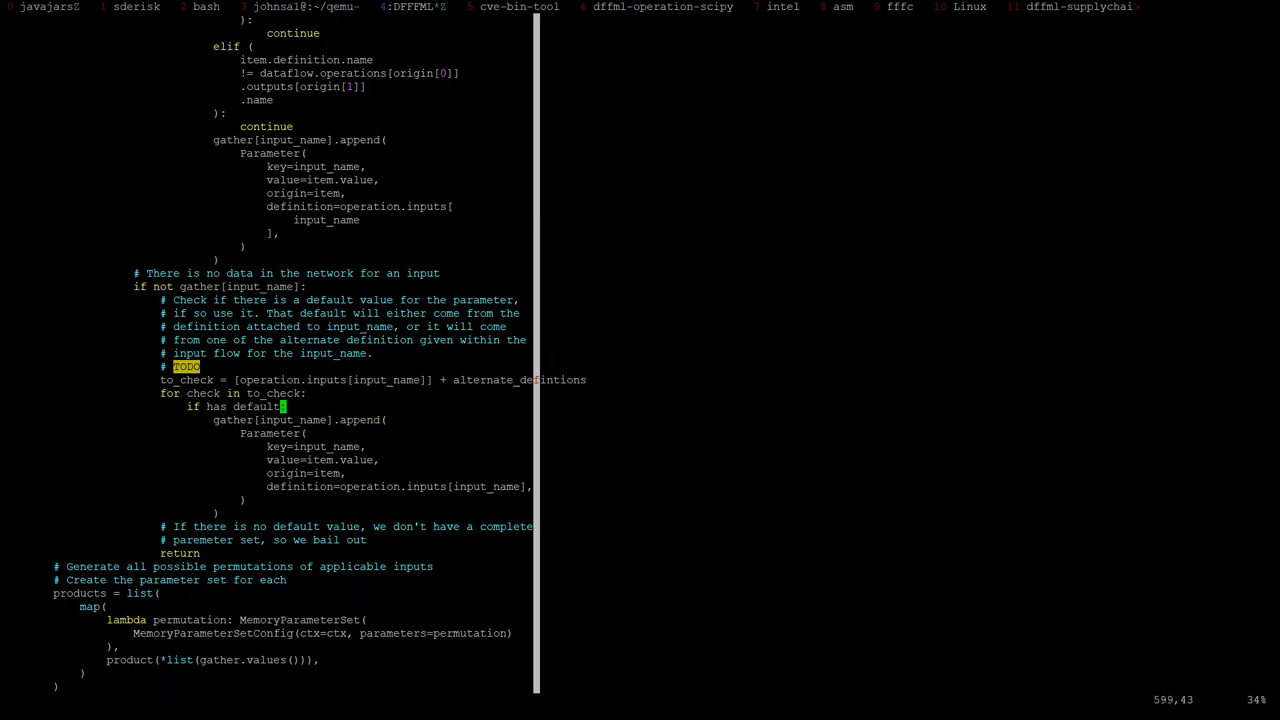 0 javajarsZ  1 sderisk  2 bash  3 johnsa1@:~/qemu-  4:DFFFML*Z  5 cve-bin-tool  6 dffml-operation-scipy  7 intel  8 asm  9 fffc  10 Linux  11 dffml-supplychai>
):
continue
elif (
item.definition.name
!= dataflow.operations[origin[0]]
.outputs[origin[1]]
.name
):
continue
gather[input_name].append(
Parameter(
key=input_name,
value=item.value,
origin=item,
definition=operation.inputs[
input_name
],
)
)
# There is no data in the network for an input
if not gather[input_name]:
# Check if there is a default value for the parameter,
# if so use it. That default will either come from the
# definition attached to input_name, or it will come
# from one of the alternate definition given within the
# input flow for the input_name.
# TODO
to_check = [operation.inputs[input_name]] + alternate_defintions
for check in to_check:
if has default:
gather[input_name].append(
Parameter(
key=input_name,
value=item.value,
origin=item,
definition=operation.inputs[input_name],
)
)
# If there is no default value, we don't have a complete
# paremeter set, so we bail out
return
# Generate all possible permutations of applicable inputs
# Create the parameter set for each
products = list(
map(
lambda permutation: MemoryParameterSet(
MemoryParameterSetConfig(ctx=ctx, parameters=permutation)
),
product(*list(gather.values())),
)
)
599,43  34%